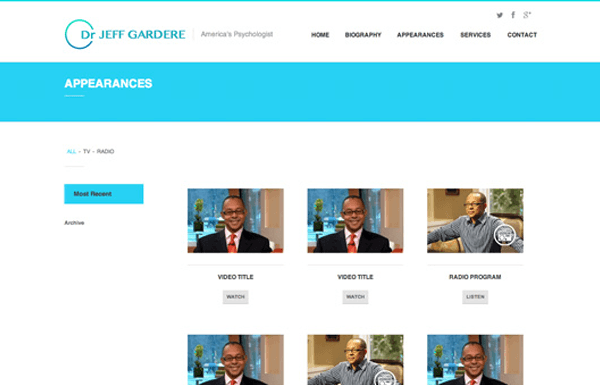 Dr JEFF GARDERE
America's Psychologist
HOME BIOGRAPHY APPEARANCES SERVICES CONTACT
APPEARANCES
ALL - TV - RADIO
Most Recent
Archive
VIDEO TITLE VIDEO TITLE RADIO PROGRAM
WATCH WATCH LISTEN